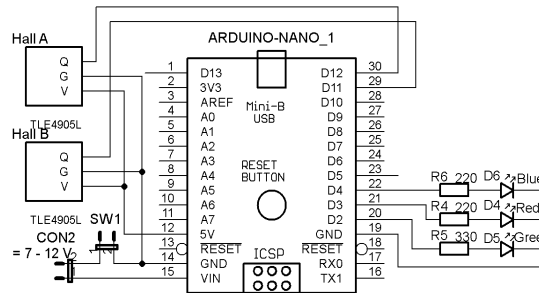 Hall A
Q
G
V
TLE4905L
Hall B
Q
G
V
TLE4905L
SW1
1
CON2
= 7 - 12 V
2
ARDUINO-NANO_1
Mini-B
USB
RESET
BUTTON
ICSP
1 D13
2 3V3
3 AREF
4 A0
5 A1
6 A2
7 A3
8 A4
9 A5
10 A6
11 A7
12 5V
13 RESET
14 GND
15 VIN
D12 30
D11 29
D10 28
D9 27
D8 26
D7 25
D6 24
D5 23
D4 22
D3 21
D2 20
GND 19
RESET 18
RX0 17
TX1 16
R6 220 D6 Blue
R4 220 D4 Red
R5 330 D5 Gree